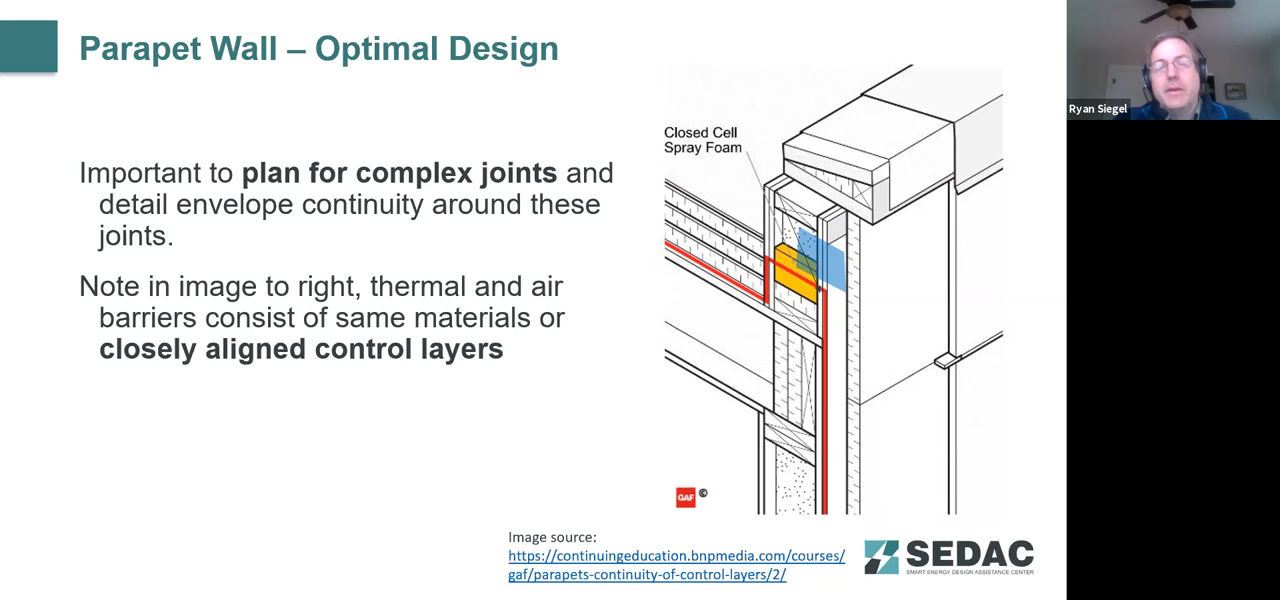 Parapet Wall – Optimal Design
Important to plan for complex joints and
detail envelope continuity around these
joints.
Note in image to right, thermal and air
barriers consist of same materials or
closely aligned control layers
Closed Cell
Spray Foam
GAF ©
Image source:
https://continuingeducation.bnpmedia.com/courses/
gaf/parapets-continuity-of-control-layers/2/
SEDAC
SMART ENERGY DESIGN ASSISTANCE CENTER
Ryan Siegel